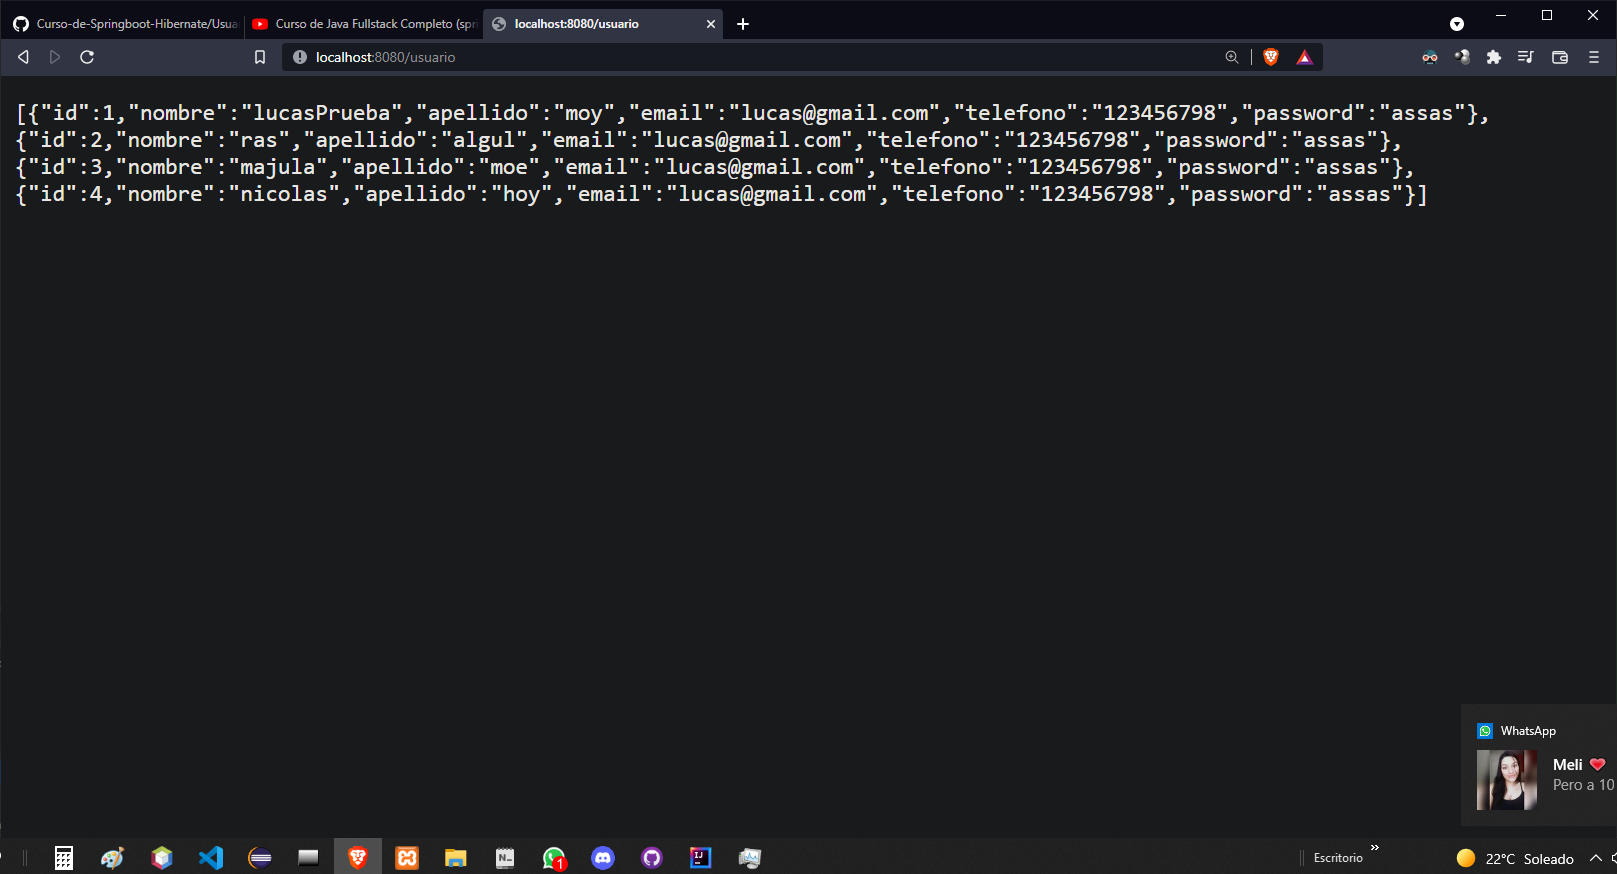 Curso-de-Springboot-Hibernate/Usua
Curso de Java Fullstack Completo (spri
localhost:8080/usuario
localhost:8080/usuario
[{"id":1,"nombre":"lucasPrueba","apellido":"moy","email":"lucas@gmail.com","telefono":"123456798","password":"assas"},
{"id":2,"nombre":"ras","apellido":"algul","email":"lucas@gmail.com","telefono":"123456798","password":"assas"},
{"id":3,"nombre":"majula","apellido":"moe","email":"lucas@gmail.com","telefono":"123456798","password":"assas"},
{"id":4,"nombre":"nicolas","apellido":"hoy","email":"lucas@gmail.com","telefono":"123456798","password":"assas"}]
WhatsApp
Meli ❤
Pero a 10
N
1
IJ
Escritorio
»
22°C Soleado